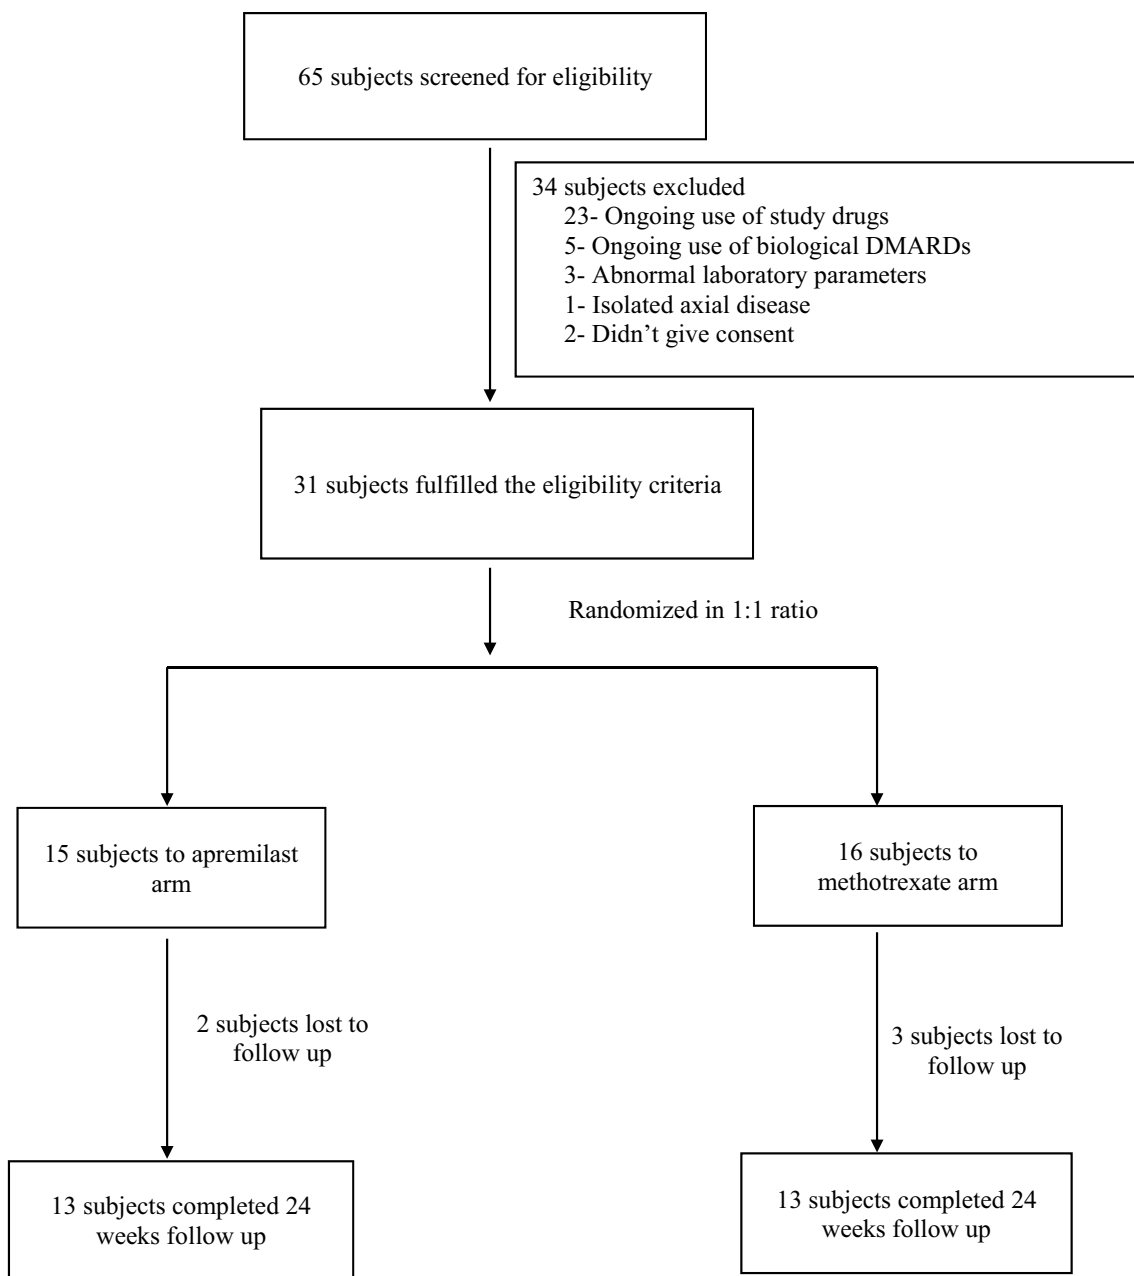 65 subjects screened for eligibility
34 subjects excluded
23- Ongoing use of study drugs
5- Ongoing use of biological DMARDs
3- Abnormal laboratory parameters
1- Isolated axial disease
2- Didn’t give consent
31 subjects fulfilled the eligibility criteria
Randomized in 1:1 ratio
15 subjects to apremilast
arm
16 subjects to
methotrexate arm
2 subjects lost to
follow up
3 subjects lost to
follow up
13 subjects completed 24
weeks follow up
13 subjects completed 24
weeks follow up